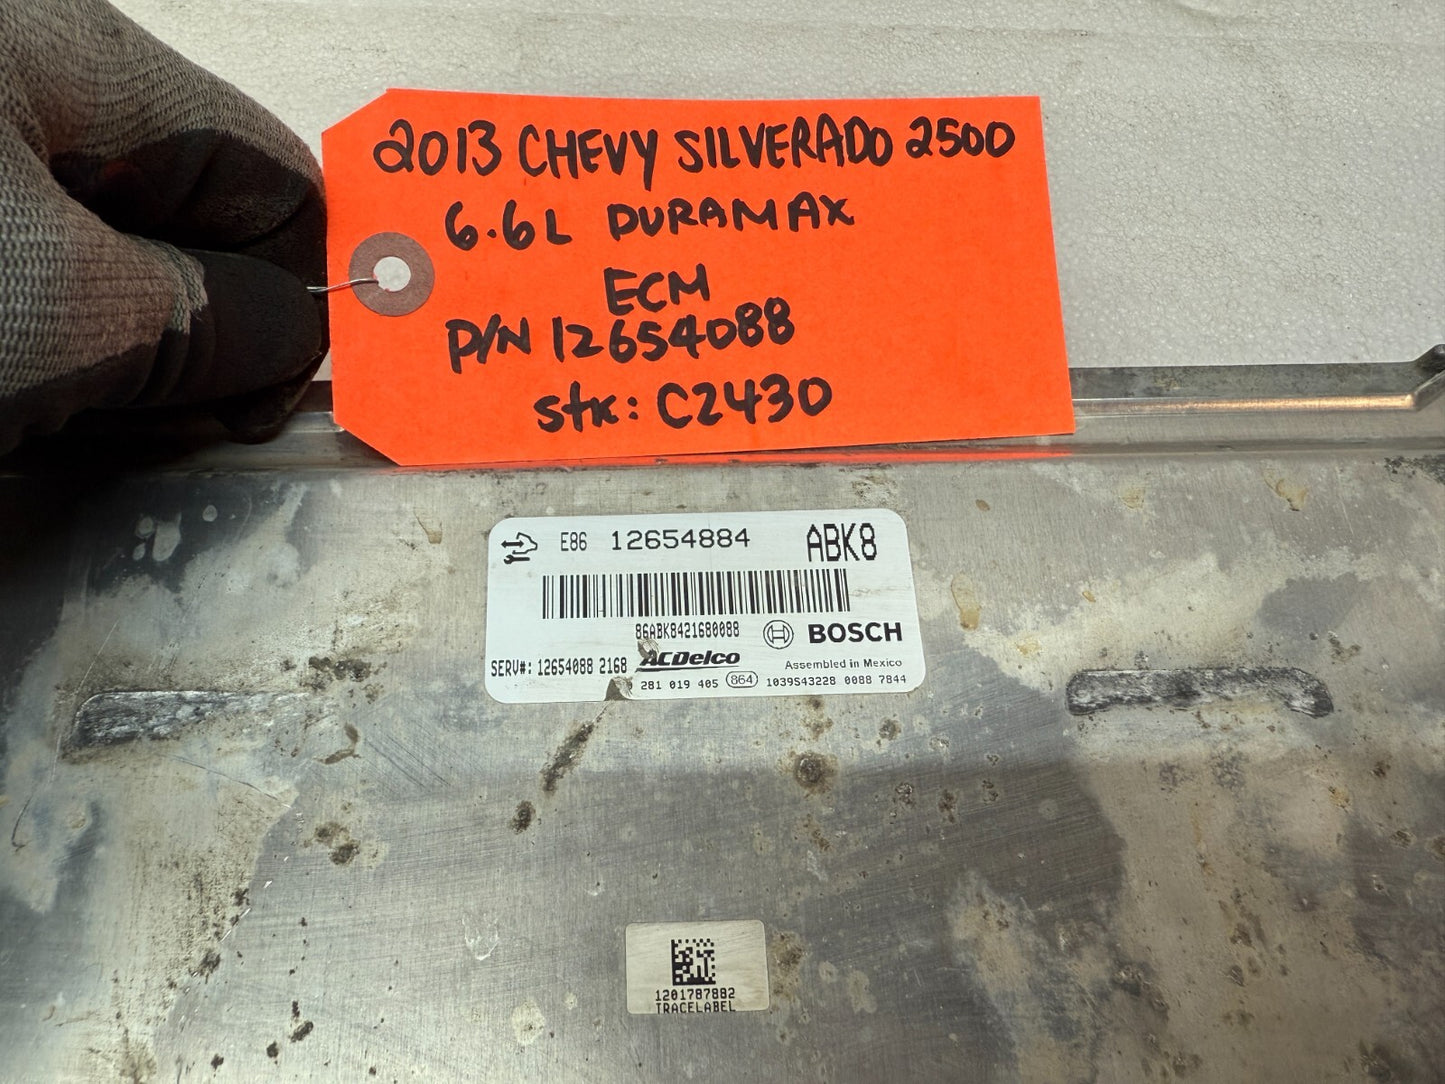 2013 CHEVY SILVERADO 2500
6.6L DURAMAX
ECM
P/N 12654088
stk: C2430
E86 12654884 ABK8
86ABK8421680088
BOSCH
SERV#: 12654088 2168 ACDelco Assembled in Mexico
281 019 405 864 1039S43228 0088 7844
1201787882
TRACELABEL